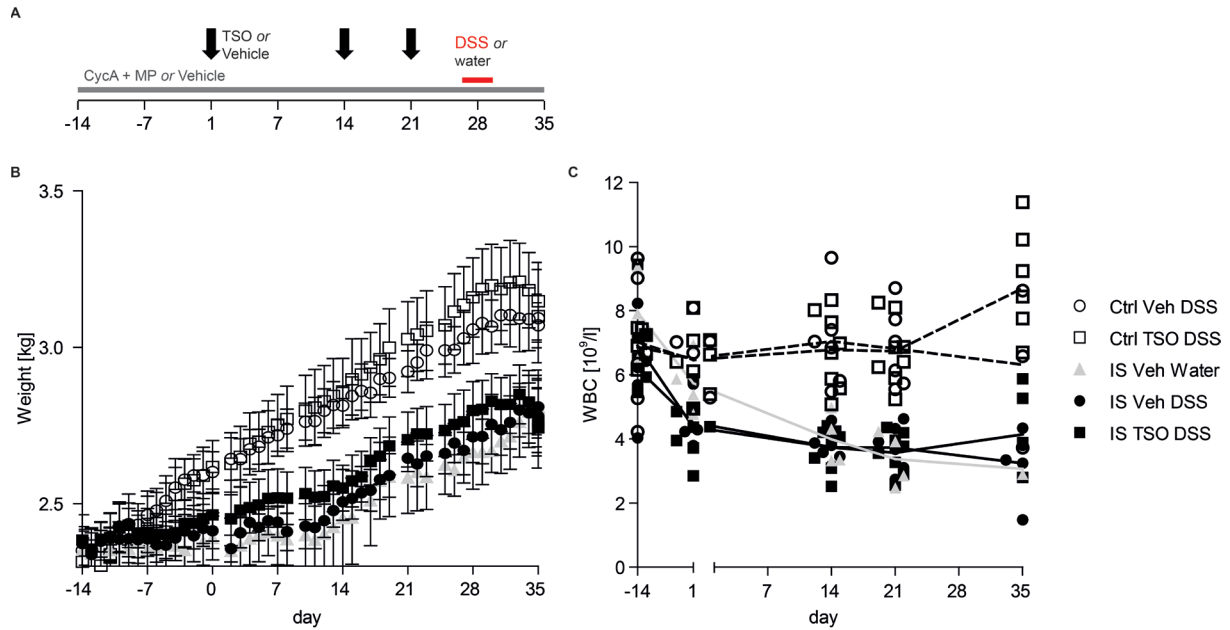 A
TSO or
Vehicle
DSS or
water
CycA + MP or Vehicle
-14 -7 1 7 14 21 28 35
B
3.5
3.0
2.5
Weight [kg]
-14 -7 0 7 14 21 28 35
day
C
12
10
8
6
4
2
0
WBC [10⁹/l]
-14 1 7 14 21 28 35
day
Ctrl Veh DSS
Ctrl TSO DSS
IS Veh Water
IS Veh DSS
IS TSO DSS